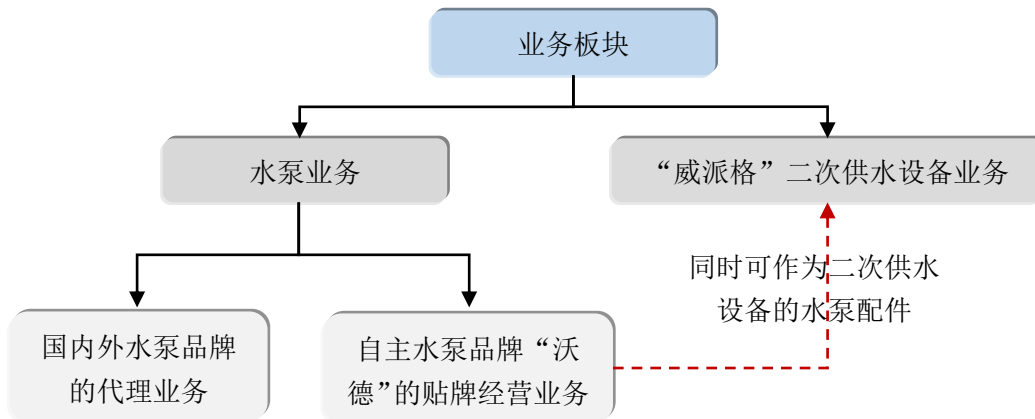 业务板块
水泵业务
“威派格”二次供水设备业务
同时可作为二次供水
设备的水泵配件
国内外水泵品牌
的代理业务
自主水泵品牌“沃
德”的贴牌经营业务